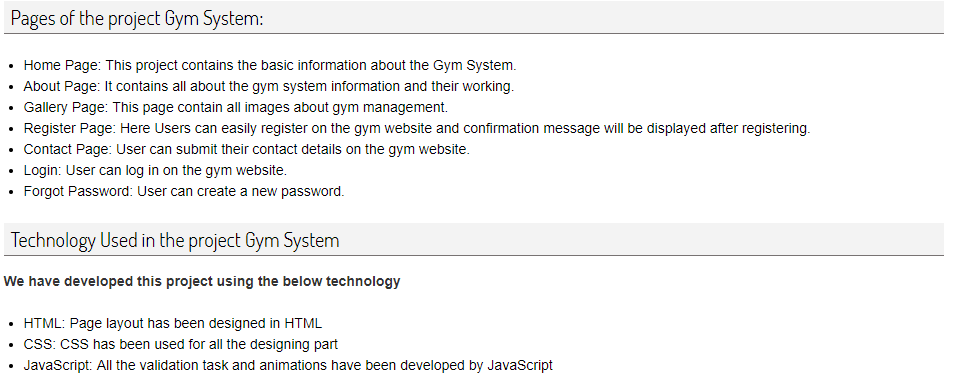 Pages of the project Gym System:
Home Page: This project contains the basic information about the Gym System.
About Page: It contains all about the gym system information and their working.
Gallery Page: This page contain all images about gym management.
Register Page: Here Users can easily register on the gym website and confirmation message will be displayed after registering.
Contact Page: User can submit their contact details on the gym website.
Login: User can log in on the gym website.
Forgot Password: User can create a new password.
Technology Used in the project Gym System
We have developed this project using the below technology
HTML: Page layout has been designed in HTML
CSS: CSS has been used for all the designing part
JavaScript: All the validation task and animations have been developed by JavaScript